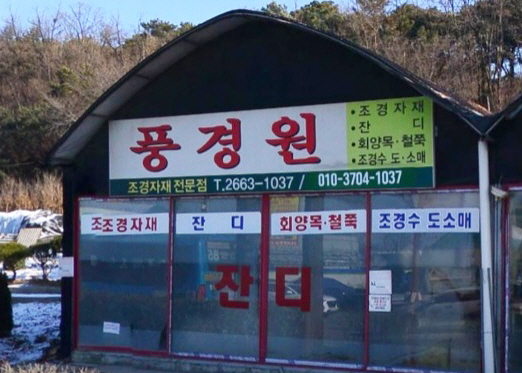 풍경원
• 조경자재
• 잔 디
• 회양목·철쭉
• 조경수 도·소매
조경자재 전문점 T.2663-1037 / 010-3704-1037
조조경자재 잔 디 회양목·철쭉 조경수 도소매
잔디